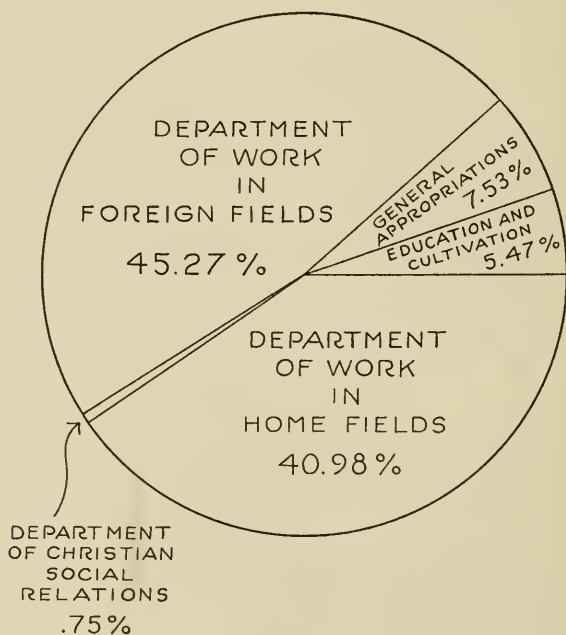 DEPARTMENT
OF WORK
IN
FOREIGN FIELDS
45.27%
GENERAL
APPROPRIATIONS
7.53%
EDUCATION AND
CULTIVATION
5.47%
DEPARTMENT
OF WORK
IN
HOME FIELDS
40.98%
DEPARTMENT
OF CHRISTIAN
SOCIAL
RELATIONS
.75%